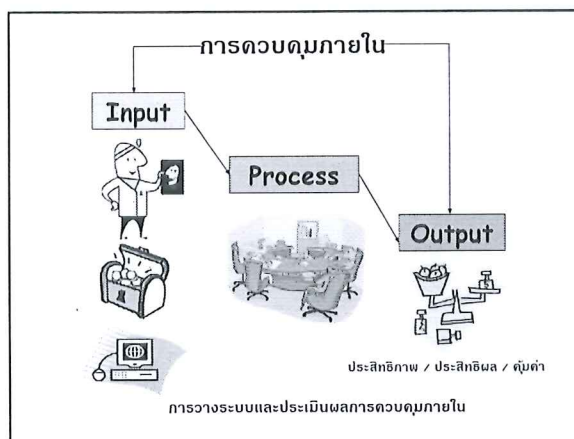 การควบคุมภายใน
Input
Process
Output
ประสิทธิภาพ / ประสิทธิผล / คุ้มค่า
การวางระบบและประเมินผลการควบคุมภายใน